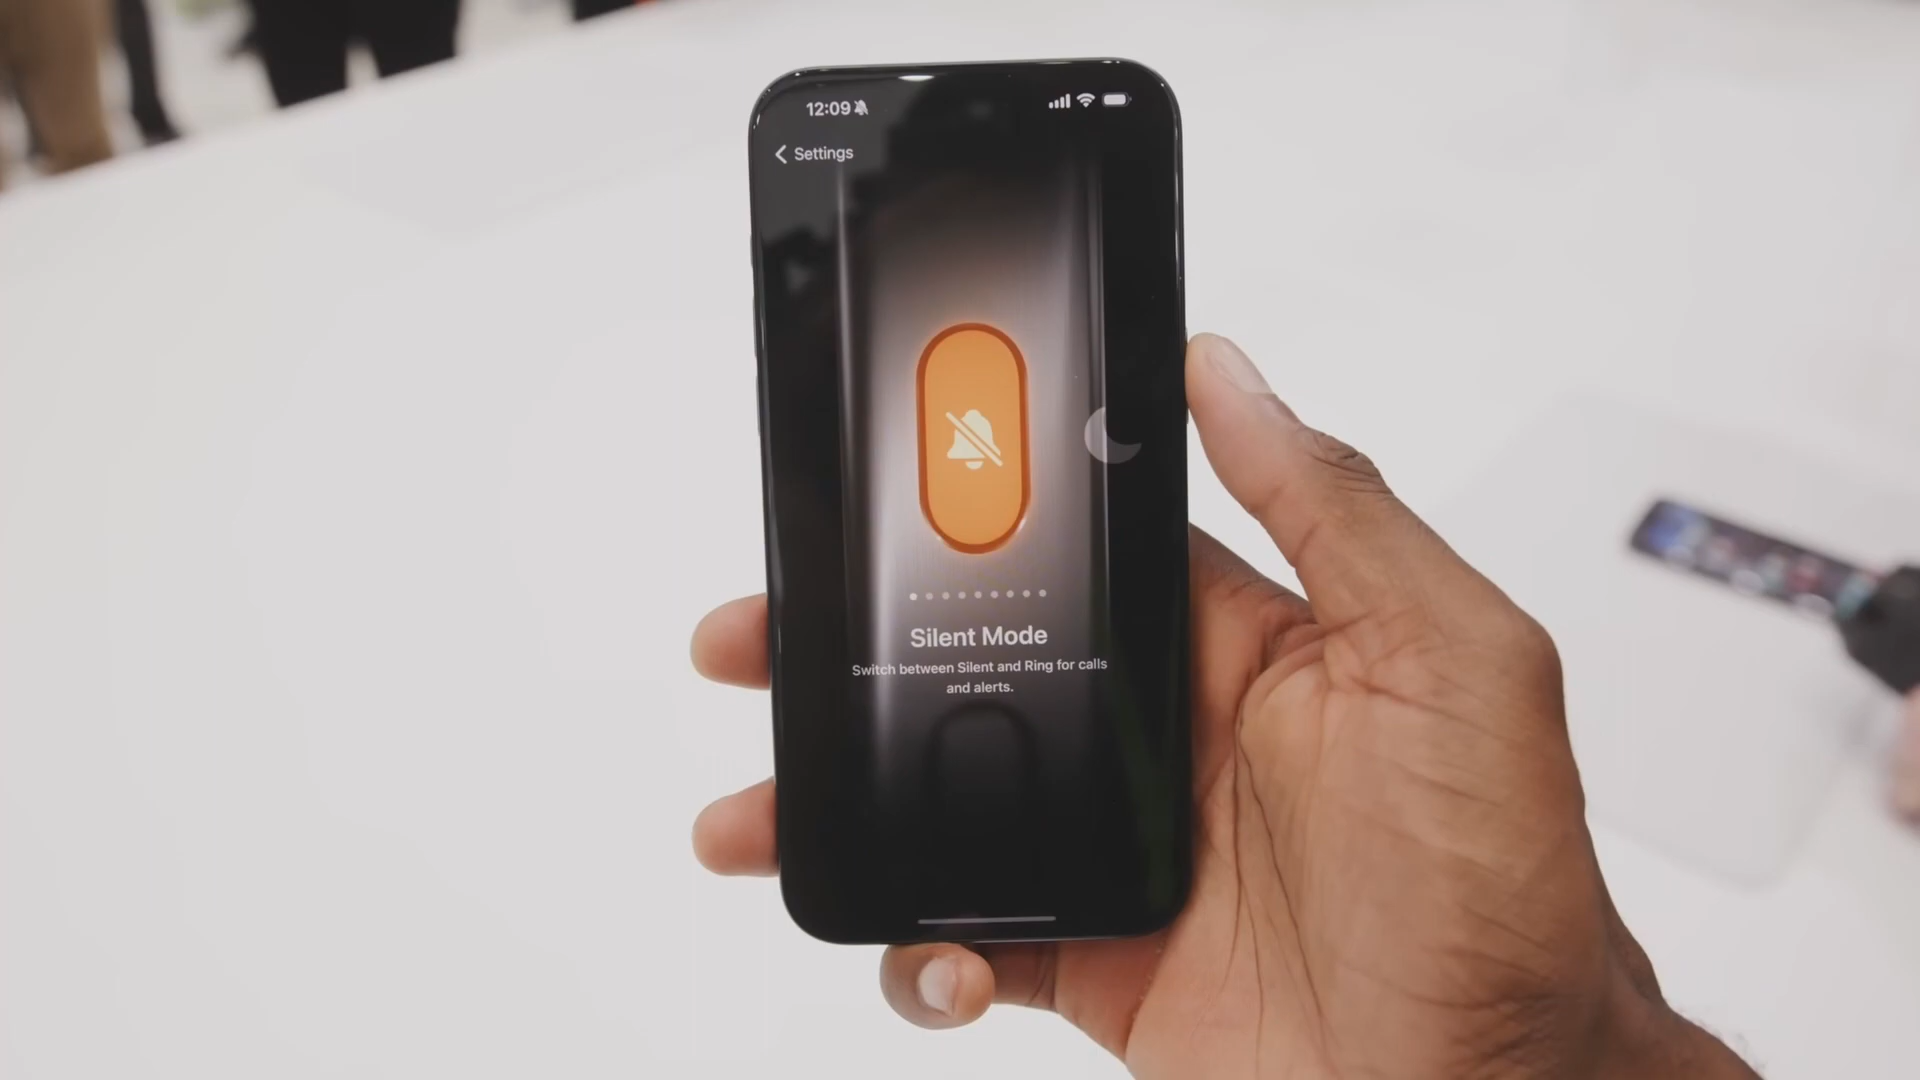 12:09
Settings
Silent Mode
Switch between Silent and Ring for calls
and alerts.